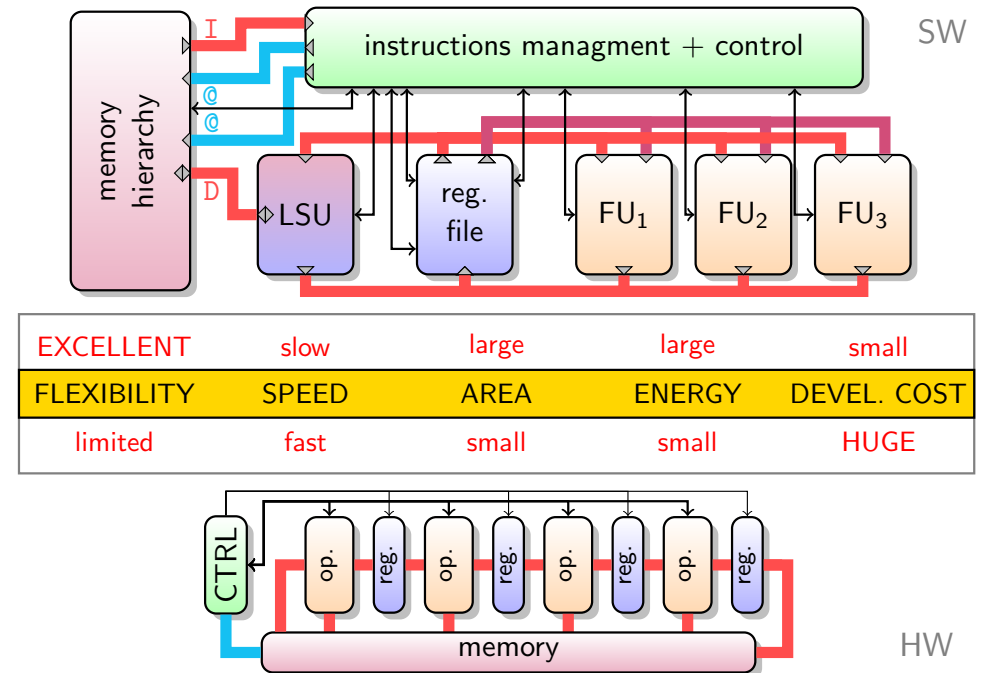 SW
I
instructions managment + control
@
@
memory
hierarchy
D
LSU
reg.
file
FU₁
FU₂
FU₃
EXCELLENT slow large large small
FLEXIBILITY SPEED AREA ENERGY DEVEL. COST
limited fast small small HUGE
CTRL
op.
reg.
op.
reg.
op.
reg.
op.
reg.
memory
HW